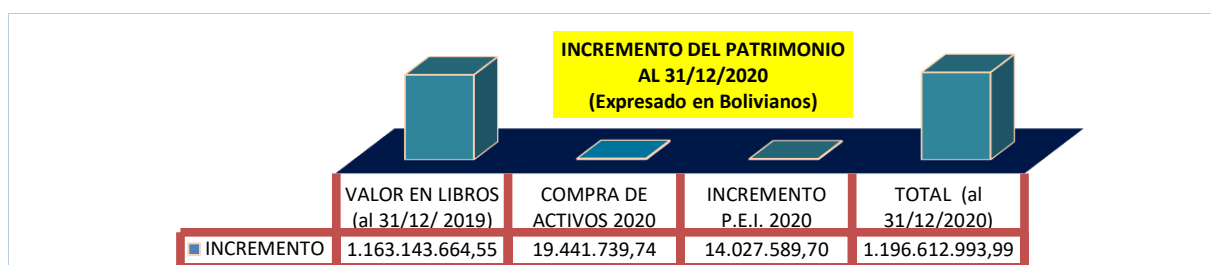 INCREMENTO DEL PATRIMONIO
AL 31/12/2020
(Expresado en Bolivianos)
VALOR EN LIBROS
(al 31/12/ 2019)
COMPRA DE
ACTIVOS 2020
INCREMENTO
P.E.I. 2020
TOTAL (al
31/12/2020)
INCREMENTO 1.163.143.664,55 19.441.739,74 14.027.589,70 1.196.612.993,99